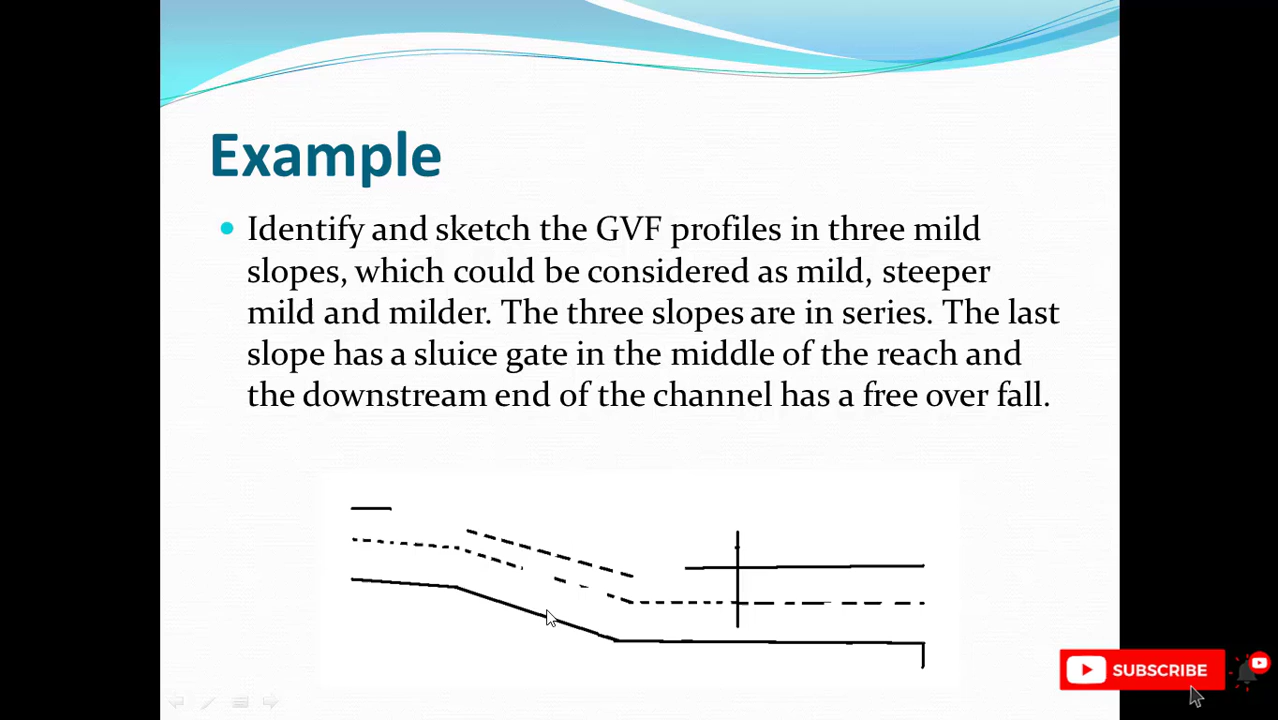 Example
Identify and sketch the GVF profiles in three mild
slopes, which could be considered as mild, steeper
mild and milder. The three slopes are in series. The last
slope has a sluice gate in the middle of the reach and
the downstream end of the channel has a free over fall.
SUBSCRIBE